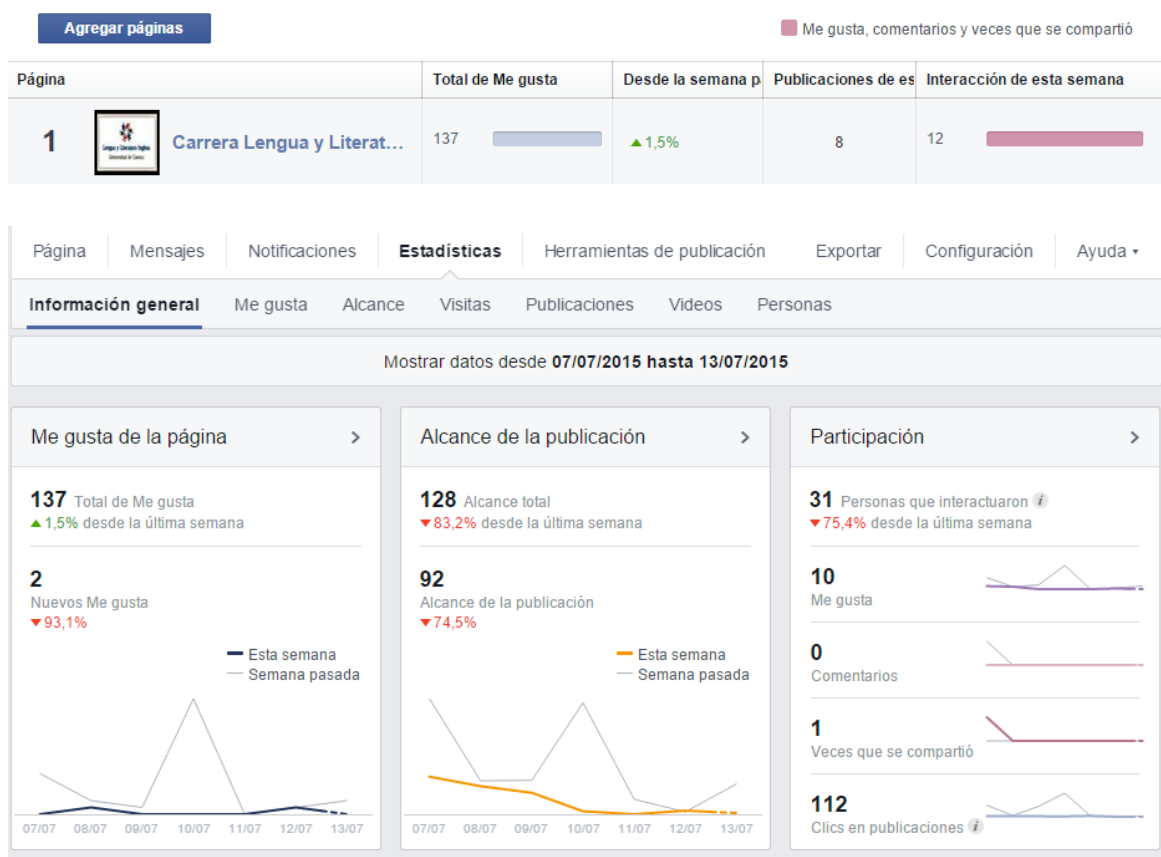 Agregar páginas
Me gusta, comentarios y veces que se compartió
Página Total de Me gusta Desde la semana p Publicaciones de es Interacción de esta semana
1 Carrera Lengua y Literat... 137 1,5% 8 12
Página Mensajes Notificaciones Estadísticas Herramientas de publicación Exportar Configuración Ayuda
Información general Me gusta Alcance Visitas Publicaciones Videos Personas
Mostrar datos desde 07/07/2015 hasta 13/07/2015
Me gusta de la página
137 Total de Me gusta
1,5% desde la última semana
2
Nuevos Me gusta
93,1%
Esta semana
Semana pasada
07/07 08/07 09/07 10/07 11/07 12/07 13/07
Alcance de la publicación
128 Alcance total
83,2% desde la última semana
92
Alcance de la publicación
74,5%
Esta semana
Semana pasada
07/07 08/07 09/07 10/07 11/07 12/07 13/07
Participación
31 Personas que interactuaron i
75,4% desde la última semana
10
Me gusta
0
Comentarios
1
Veces que se compartió
112
Clics en publicaciones i